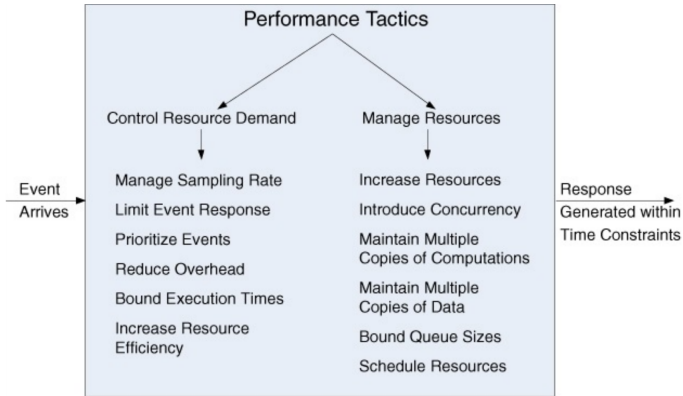 Performance Tactics
Control Resource Demand
Manage Sampling Rate
Limit Event Response
Prioritize Events
Reduce Overhead
Bound Execution Times
Increase Resource
Efficiency
Manage Resources
Increase Resources
Introduce Concurrency
Maintain Multiple
Copies of Computations
Maintain Multiple
Copies of Data
Bound Queue Sizes
Schedule Resources
Event
Arrives
Response
Generated within
Time Constraints